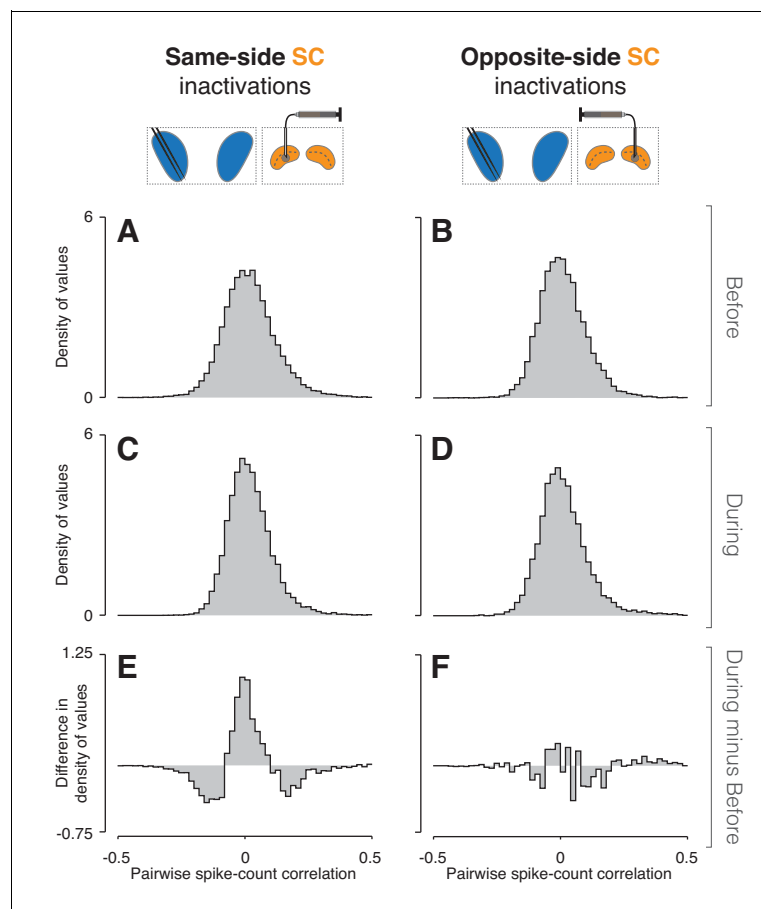 Same-side SC
inactivations
Opposite-side SC
inactivations
A
6
Density of values
0
B
Before
C
6
Density of values
0
D
During
E
1.25
Difference in
density of values
-0.75
-0.5
0
0.5
Pairwise spike-count correlation
F
-0.5
0
0.5
Pairwise spike-count correlation
During minus Before